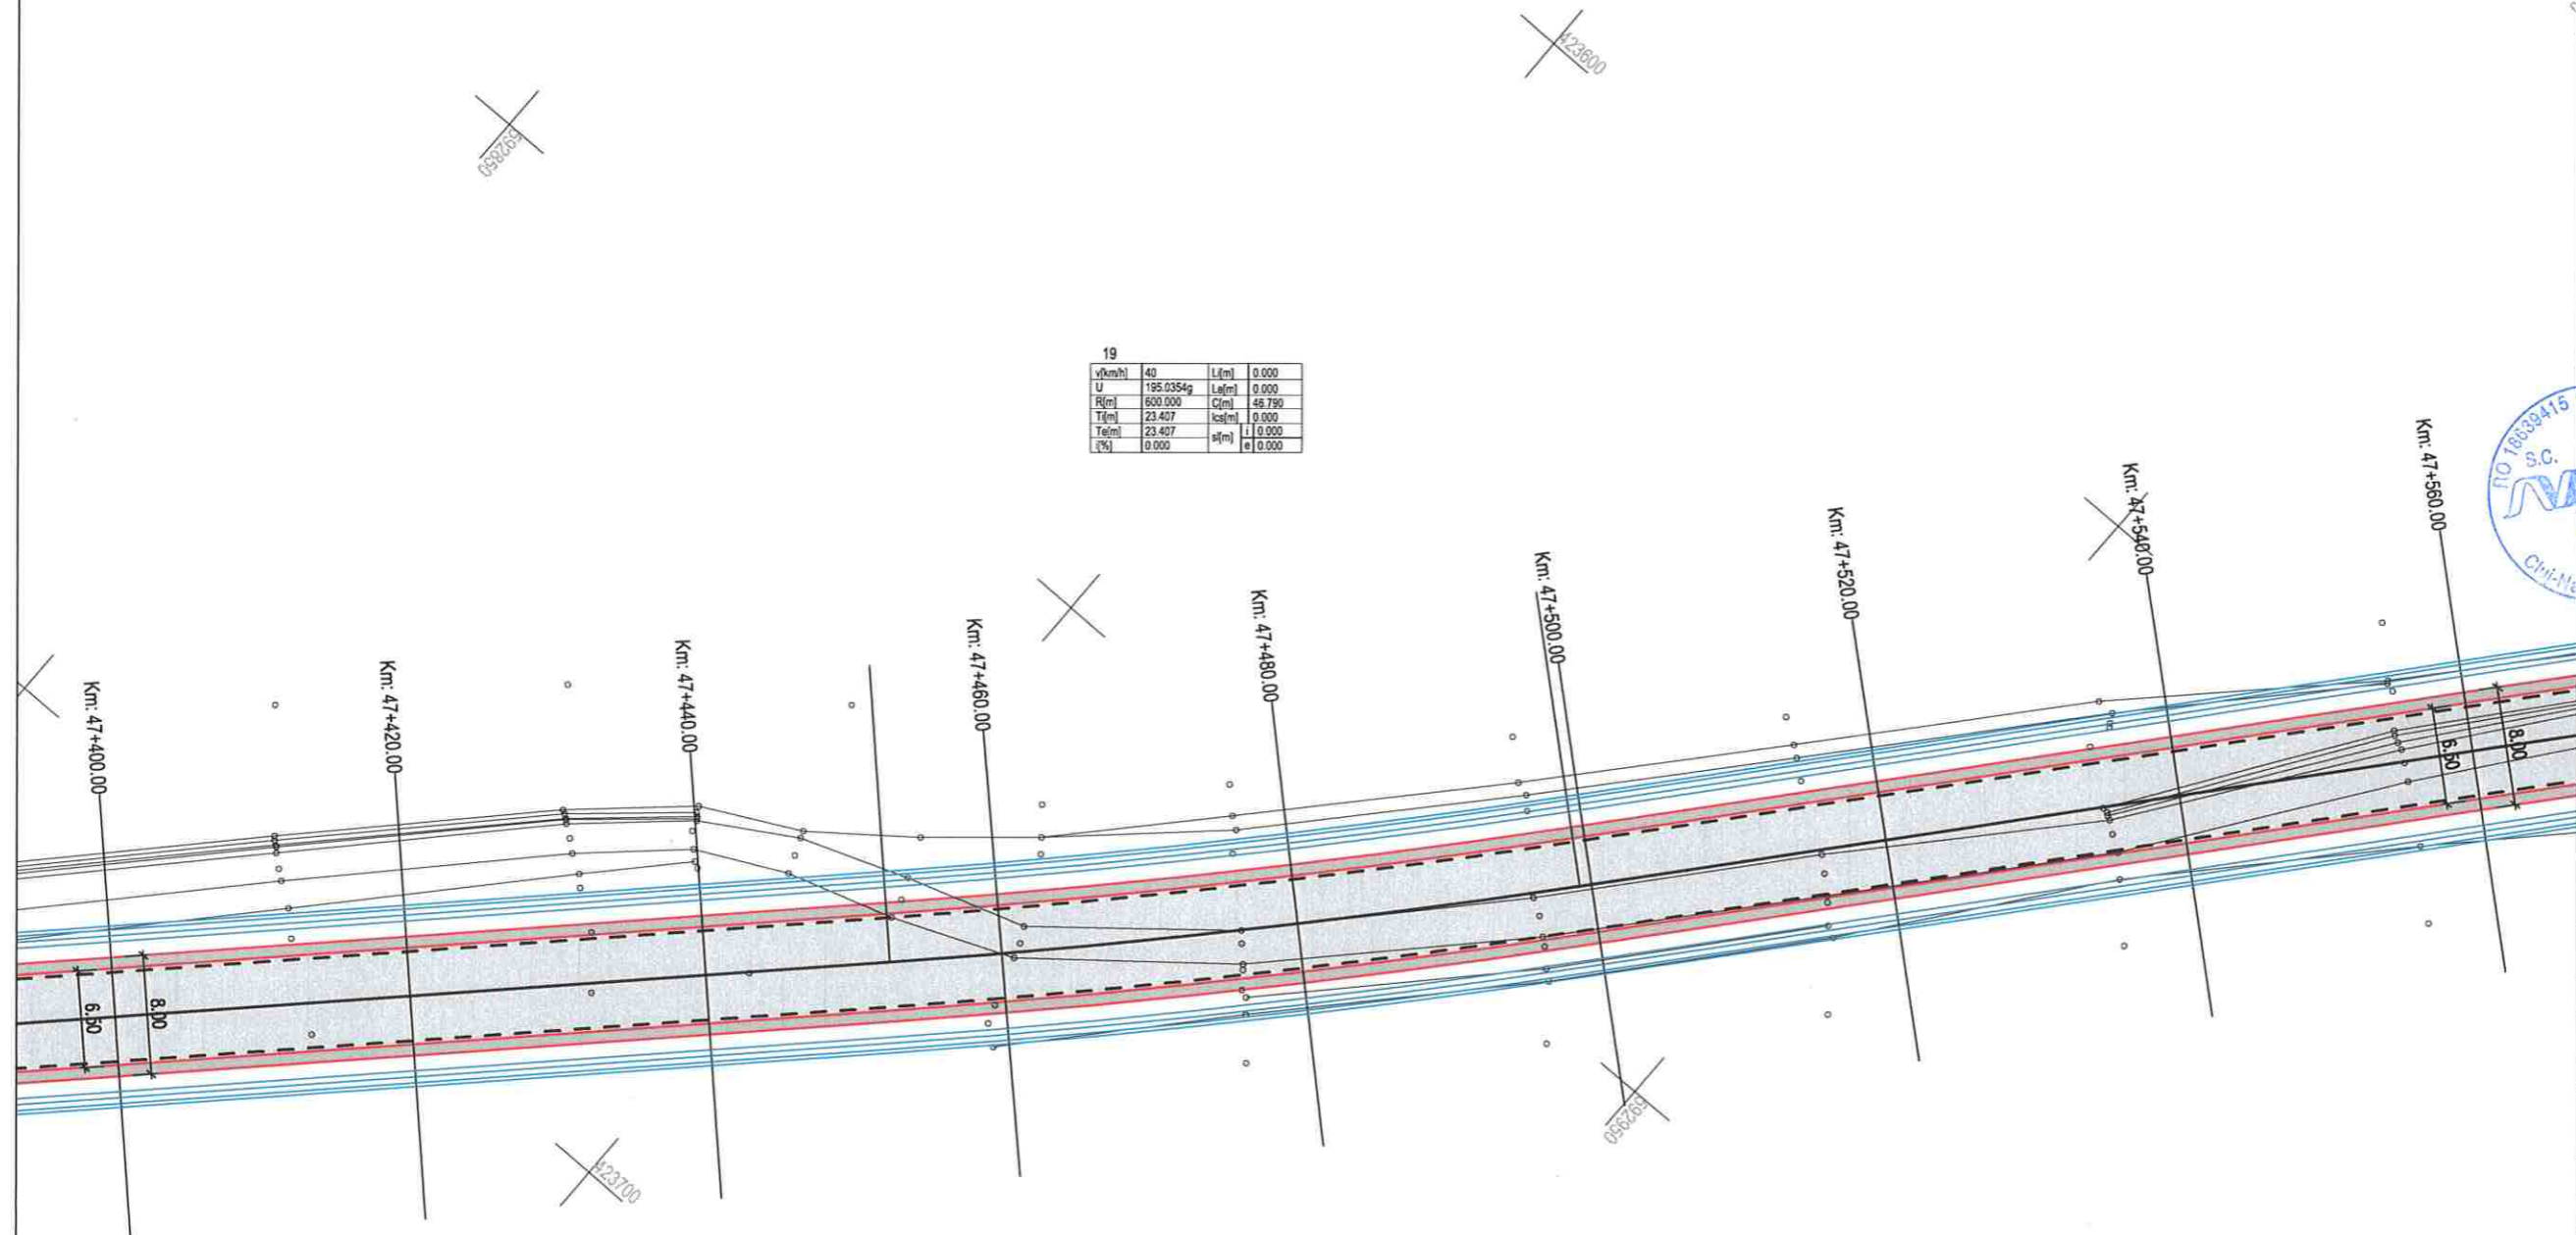 423600
592850
19
v[km/h] 40 Li[m] 0.000
U 195.0354g Le[m] 0.000
R[m] 600.000 C[m] 46.790
Ti[m] 23.407 lcs[m] 0.000
Te[m] 23.407 sl[m] i 0.000
i[%] 0.000 e 0.000
RO 18639415
S.C.
Km: 47+400.00
Km: 47+420.00
Km: 47+440.00
Km: 47+460.00
Km: 47+480.00
Km: 47+500.00
Km: 47+520.00
Km: 47+540.00
Km: 47+560.00
6.50
8.00
6.50
8.00
592950
423700